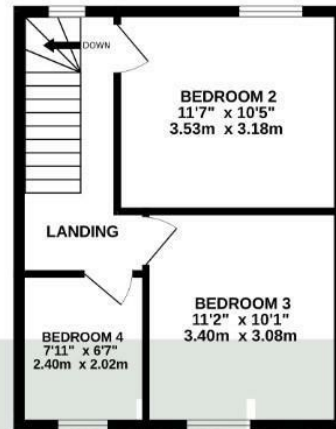 DOWN
BEDROOM 2
11'7" x 10'5"
3.53m x 3.18m
LANDING
BEDROOM 3
11'2" x 10'1"
3.40m x 3.08m
BEDROOM 4
7'11" x 6'7"
2.40m x 2.02m